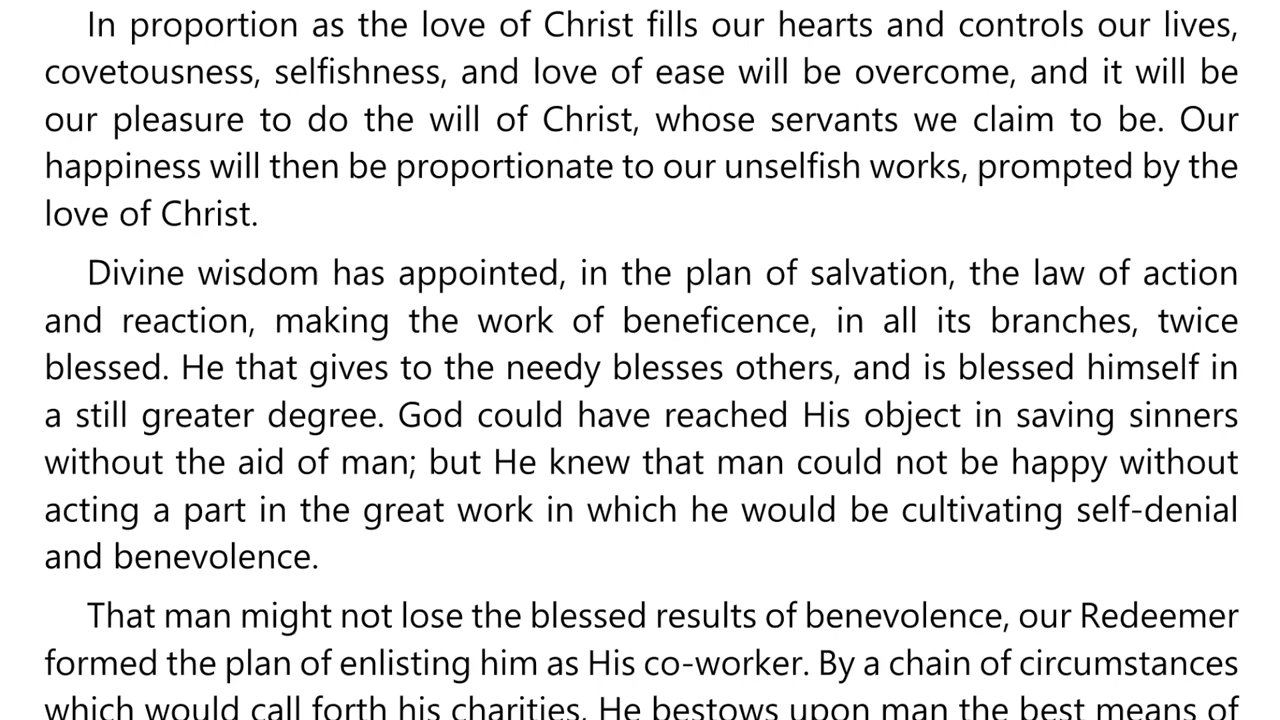 In proportion as the love of Christ fills our hearts and controls our lives,
covetousness, selfishness, and love of ease will be overcome, and it will be
our pleasure to do the will of Christ, whose servants we claim to be. Our
happiness will then be proportionate to our unselfish works, prompted by the
love of Christ.
Divine wisdom has appointed, in the plan of salvation, the law of action
and reaction, making the work of beneficence, in all its branches, twice
blessed. He that gives to the needy blesses others, and is blessed himself in
a still greater degree. God could have reached His object in saving sinners
without the aid of man; but He knew that man could not be happy without
acting a part in the great work in which he would be cultivating self-denial
and benevolence.
That man might not lose the blessed results of benevolence, our Redeemer
formed the plan of enlisting him as His co-worker. By a chain of circumstances
which would call forth his charities, He bestows upon man the best means of